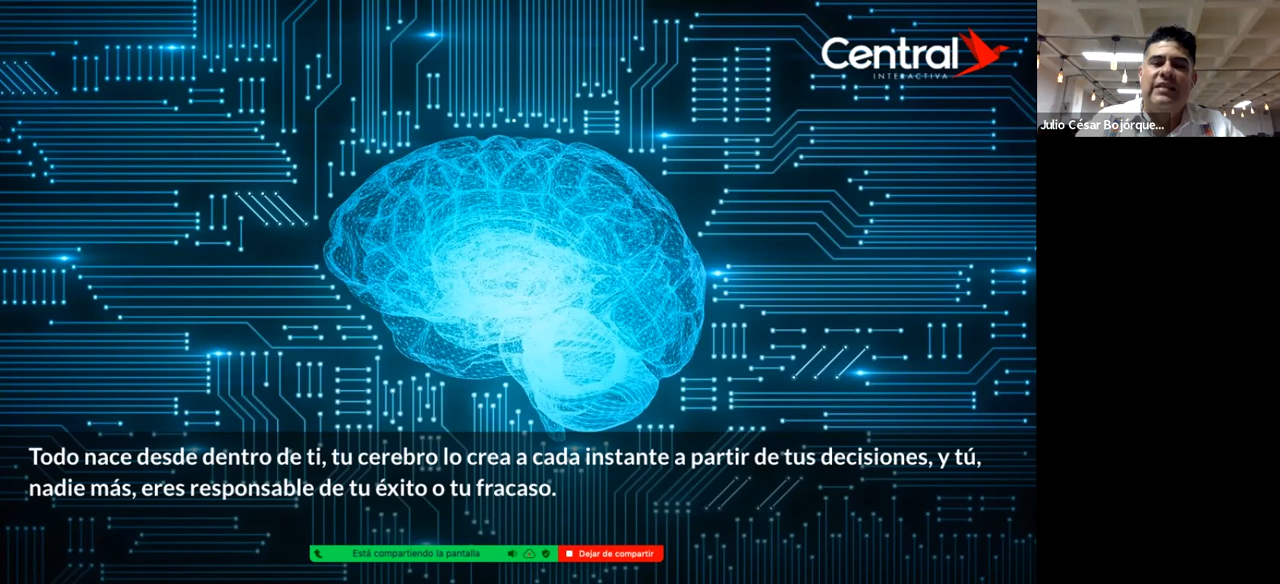 Central
INTERACTIVA
Julio César Bojórque...
Todo nace desde dentro de ti, tu cerebro lo crea a cada instante a partir de tus decisiones, y tú,
nadie más, eres responsable de tu éxito o tu fracaso.
Está compartiendo la pantalla
Dejar de compartir